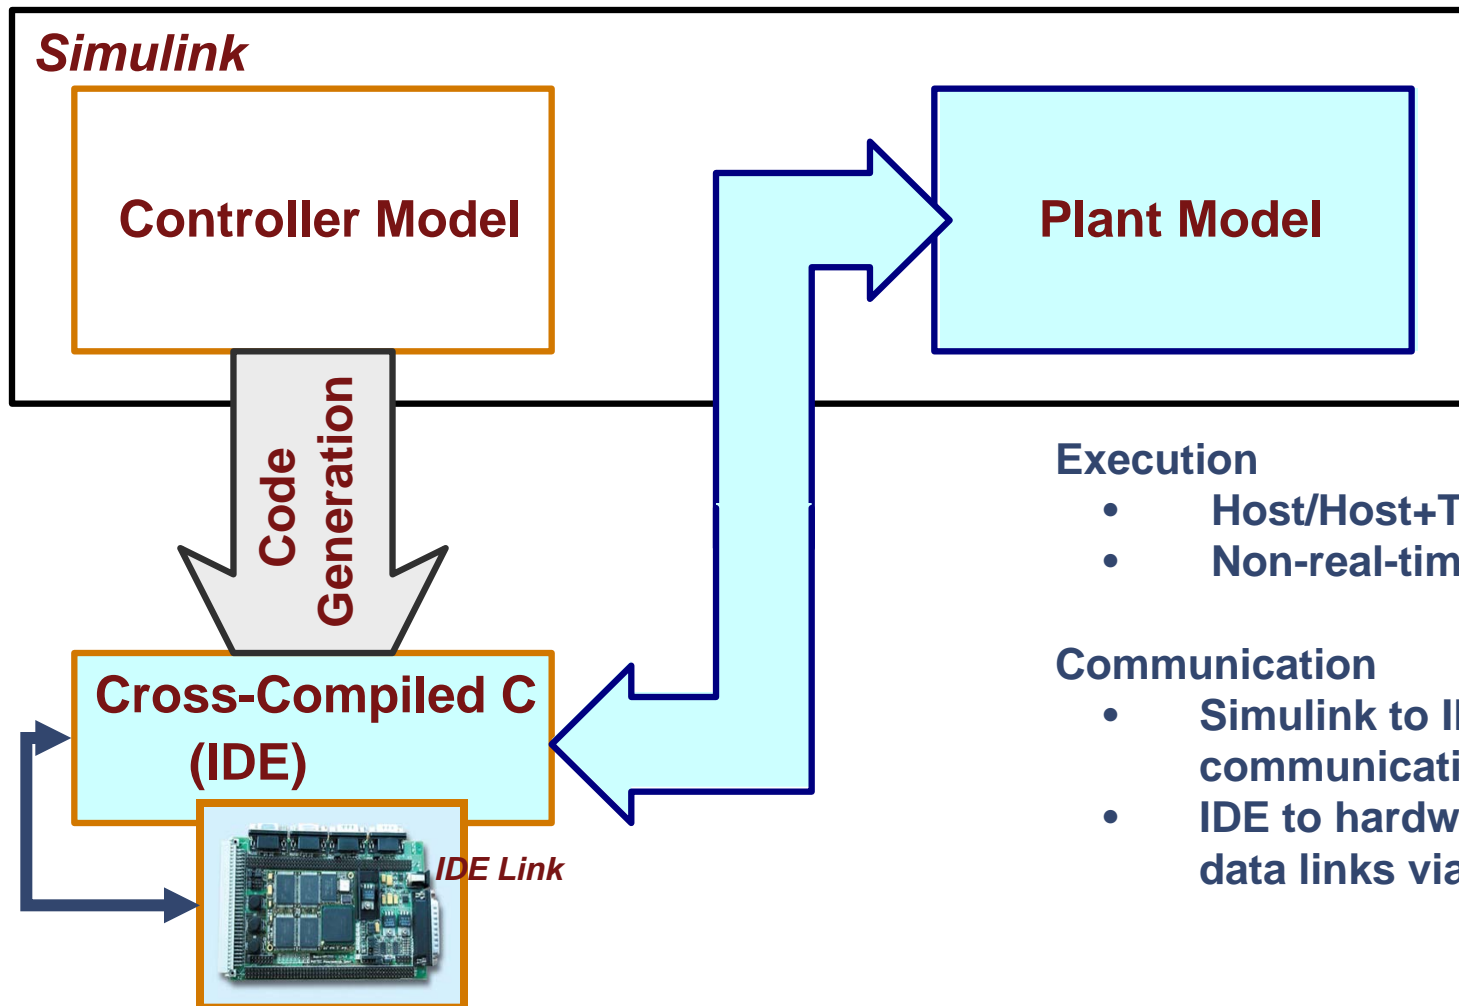 Simulink
Controller Model
Plant Model
Code
Generation
Execution
• Host/Host+T
• Non-real-tim
Communication
• Simulink to
communicati
• IDE to hardw
data links via
Cross-Compiled C
(IDE)
IDE Link